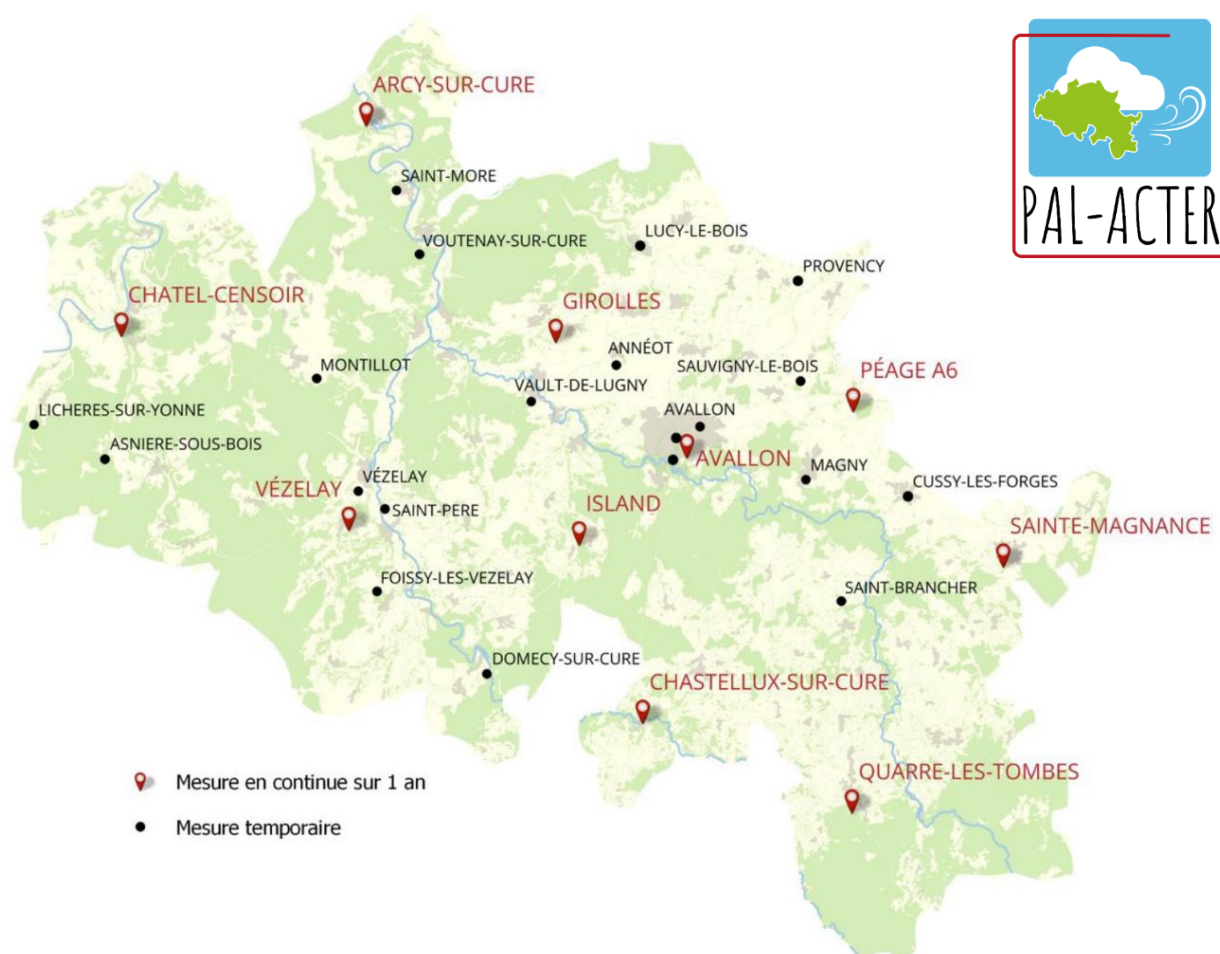 ARCY-SUR-CURE
SAINT-MORE
PAL-ACTER
LUCY-LE-BOIS
VOUTENAY-SUR-CURE
PROVENCY
CHATEL-CENSOIR
GIROLLES
ANNÉOT
MONTILLOT
SAUVIGNY-LE-BOIS
PÉAGE A6
VAULT-DE-LUGNY
LICHERES-SUR-YONNE
AVALLON
ASNIERE-SOUS-BOIS
AVALLON
MAGNY
VÉZELAY
VÉZELAY
CUSSY-LES-FORGES
SAINT-PERE
ISLAND
SAINTE-MAGNANCE
FOISSY-LES-VEZELAY
SAINT-BRANCHER
DOMECY-SUR-CURE
CHASTELLUX-SUR-CURE
QUARRE-LES-TOMBES
Mesure en continue sur 1 an
Mesure temporaire